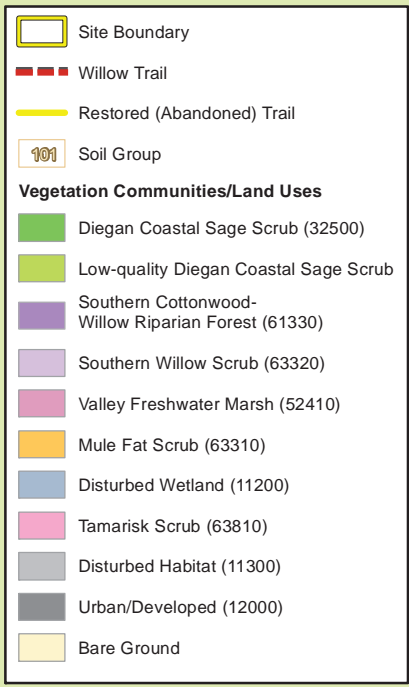 Site Boundary
Willow Trail
Restored (Abandoned) Trail
101 Soil Group
Vegetation Communities/Land Uses
Diegan Coastal Sage Scrub (32500)
Low-quality Diegan Coastal Sage Scrub
Southern Cottonwood-
Willow Riparian Forest (61330)
Southern Willow Scrub (63320)
Valley Freshwater Marsh (52410)
Mule Fat Scrub (63310)
Disturbed Wetland (11200)
Tamarisk Scrub (63810)
Disturbed Habitat (11300)
Urban/Developed (12000)
Bare Ground